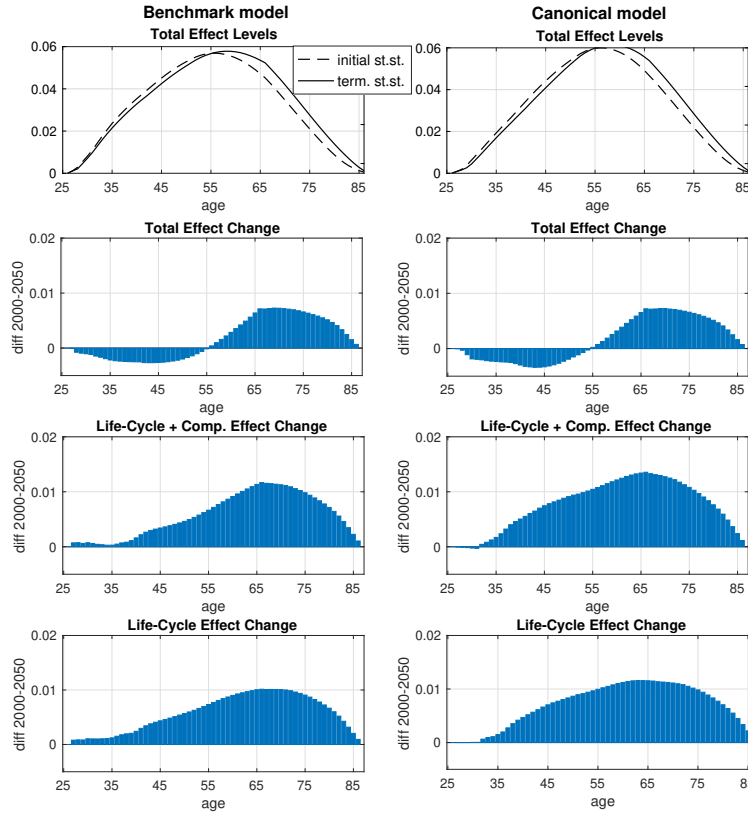 Benchmark model
Canonical model
Total Effect Levels
0.06
0.04
0.02
0
25 35 45 55 65 75 85
age
initial st.st.
term. st.st.
Total Effect Levels
0.06
0.04
0.02
0
25 35 45 55 65 75 85
age
Total Effect Change
0.02
0.01
0
diff 2000-2050
25 35 45 55 65 75 85
age
Total Effect Change
0.02
0.01
0
diff 2000-2050
25 35 45 55 65 75 85
age
Life-Cycle + Comp. Effect Change
0.02
0.01
0
diff 2000-2050
25 35 45 55 65 75 85
age
Life-Cycle + Comp. Effect Change
0.02
0.01
0
diff 2000-2050
25 35 45 55 65 75 85
age
Life-Cycle Effect Change
0.02
0.01
0
diff 2000-2050
25 35 45 55 65 75 85
age
Life-Cycle Effect Change
0.02
0.01
0
diff 2000-2050
25 35 45 55 65 75 85
age